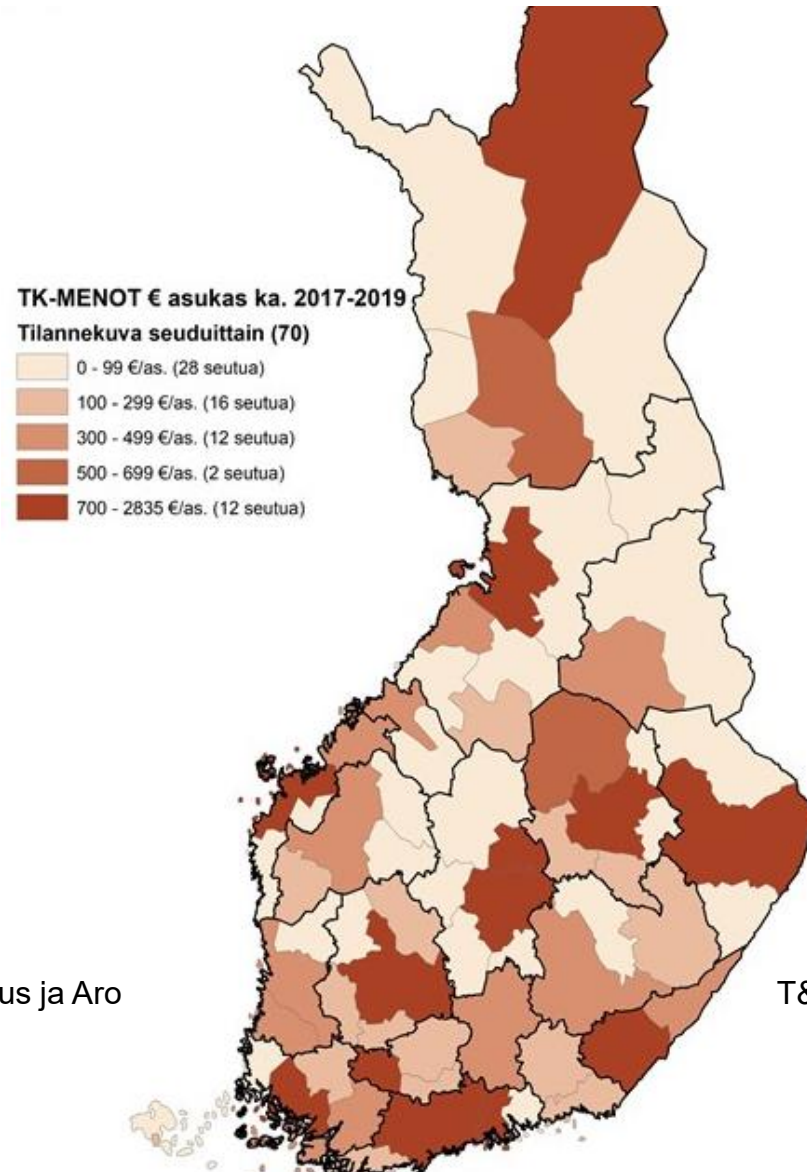 TK-MENOT € asukas ka. 2017-2019
Tilannekuva seuduittain (70)
0 - 99 €/as. (28 seutua)
100 - 299 €/as. (16 seutua)
300 - 499 €/as. (12 seutua)
500 - 699 €/as. (2 seutua)
700 - 2835 €/as. (12 seutua)
us ja Aro
T&